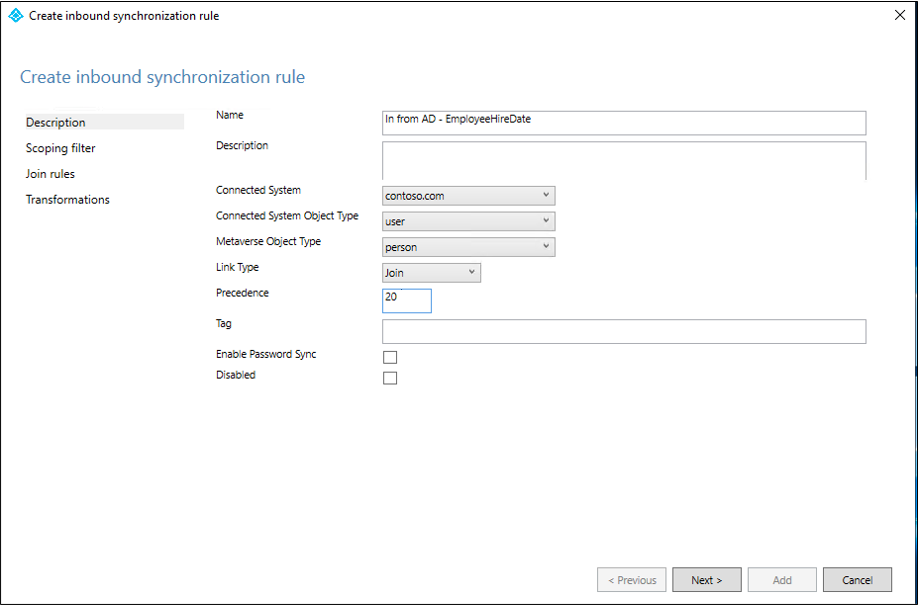 Create inbound synchronization rule
Create inbound synchronization rule
Description
Scoping filter
Join rules
Transformations
Name
In from AD - EmployeeHireDate
Description
Connected System
contoso.com
Connected System Object Type
user
Metaverse Object Type
person
Link Type
Join
Precedence
20
Tag
Enable Password Sync
Disabled
< Previous
Next >
Add
Cancel